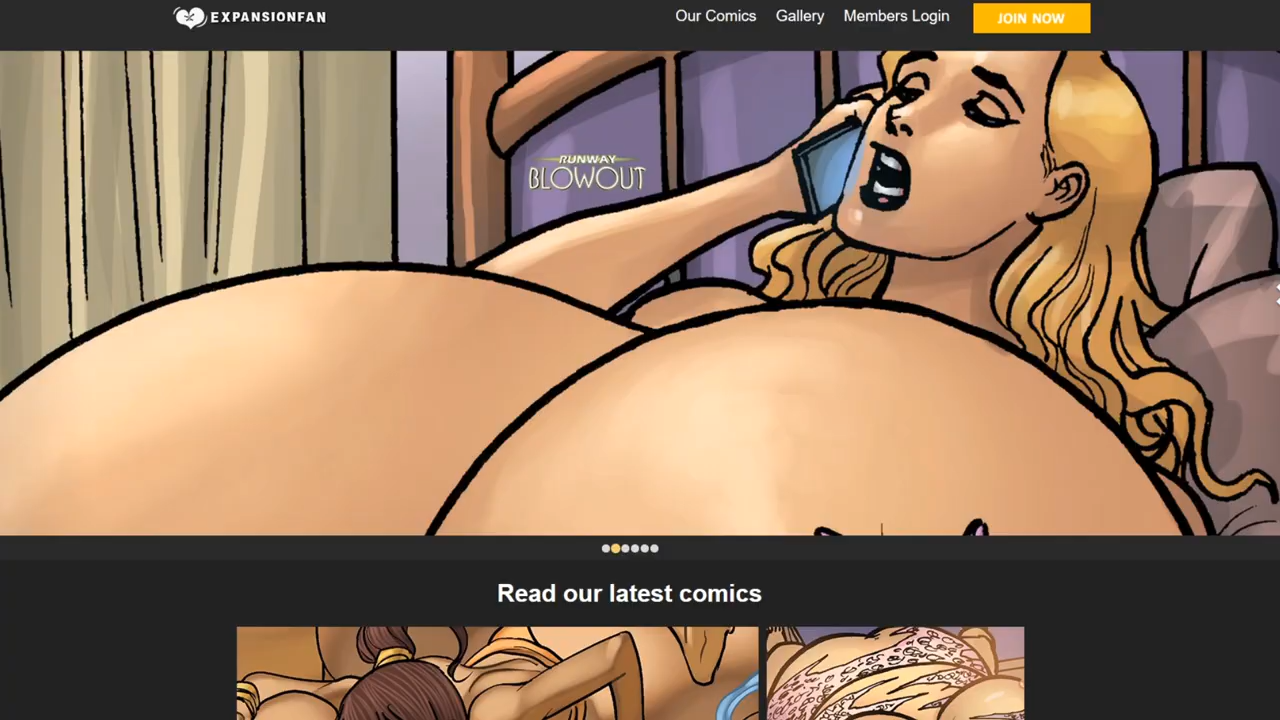 EXPANSIONFAN
Our Comics
Gallery
Members Login
JOIN NOW
RUNWAY
BLOWOUT
Read our latest comics